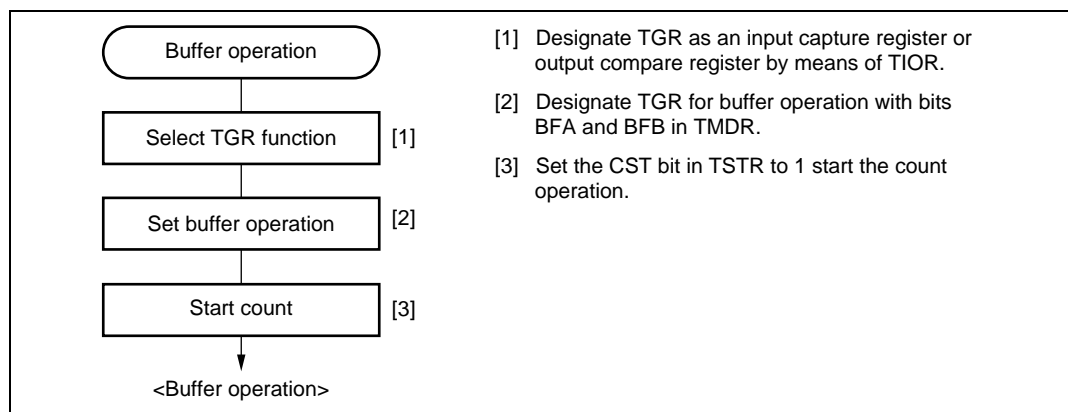 Buffer operation
Select TGR function [1]
Set buffer operation [2]
Start count [3]
<Buffer operation>
[1] Designate TGR as an input capture register or
output compare register by means of TIOR.
[2] Designate TGR for buffer operation with bits
BFA and BFB in TMDR.
[3] Set the CST bit in TSTR to 1 start the count
operation.